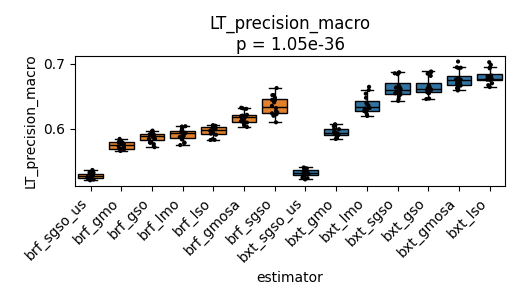 LT_precision_macro
p = 1.05e-36
LT_precision_macro
0.7
0.6
brf_sgso_us
brf_gmo
brf_gso
brf_lmo
brf_lso
brf_gmosa
brf_sgso
bxt_sgso_us
bxt_gmo
bxt_lmo
bxt_sgso
bxt_gso
bxt_gmosa
bxt_lso
estimator